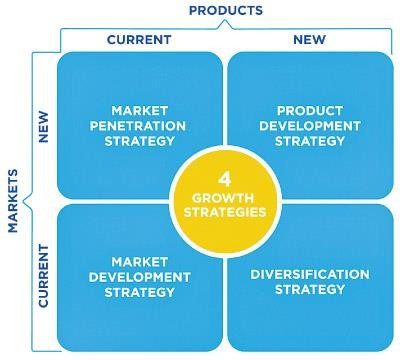 PRODUCTS
CURRENT
NEW
MARKETS
NEW
CURRENT
MARKET
PENETRATION
STRATEGY
PRODUCT
DEVELOPMENT
STRATEGY
4
GROWTH
STRATEGIES
MARKET
DEVELOPMENT
STRATEGY
DIVERSIFICATION
STRATEGY